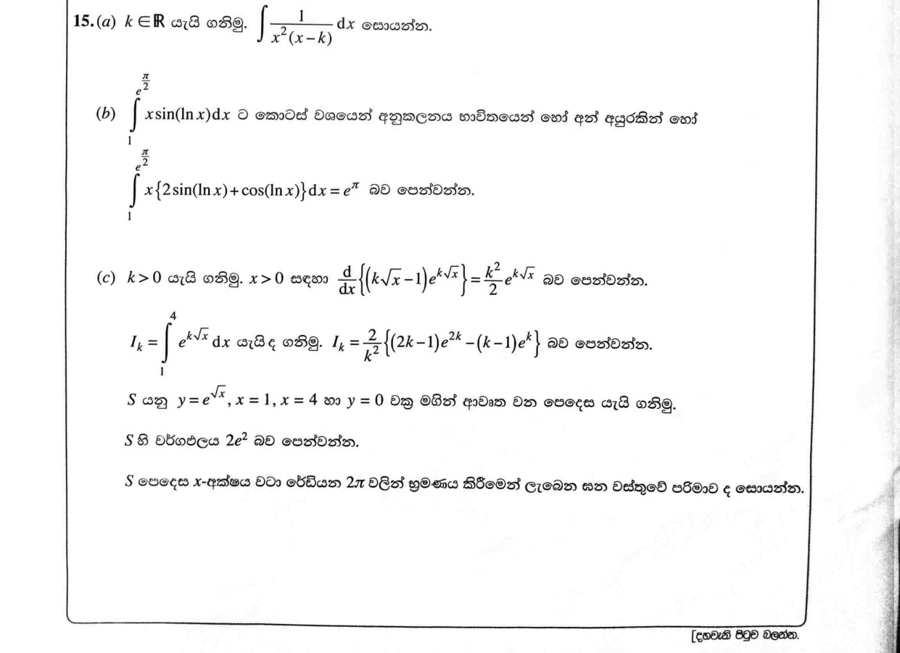 15.(a) k ∈ ℝ යැයි ගනිමු. ∫ 1/(x²(x−k)) dx සොයන්න.
(b) ∫₁^{e^{π/2}} x sin(ln x)dx ට කොටස් වශයෙන් අනුකලනය භාවිතයෙන් හෝ අන් අයුරකින් හෝ
∫₁^{e^{π/2}} x{2 sin(ln x)+cos(ln x)}dx = e^π බව පෙන්වන්න.
(c) k > 0 යැයි ගනිමු. x > 0 සඳහා d/dx{(k√x −1)e^{k√x}} = k²/2 e^{k√x} බව පෙන්වන්න.
I_k = ∫₁⁴ e^{k√x} dx යැයි ද ගනිමු. I_k = 2/k² {(2k−1)e^{2k} −(k−1)e^k} බව පෙන්වන්න.
S යනු y = e^{√x}, x = 1, x = 4 හා y = 0 වක්‍ර මගින් ආවෘත වන පෙදෙස යැයි ගනිමු.
S හි වර්ගඵලය 2e² බව පෙන්වන්න.
S පෙදෙස x-අක්ෂය වටා රේඩියන 2π වලින් භ්‍රමණය කිරීමෙන් ලැබෙන ඝන වස්තුවේ පරිමාව ද සොයන්න.
[දහවැනි පිටුව බලන්න.